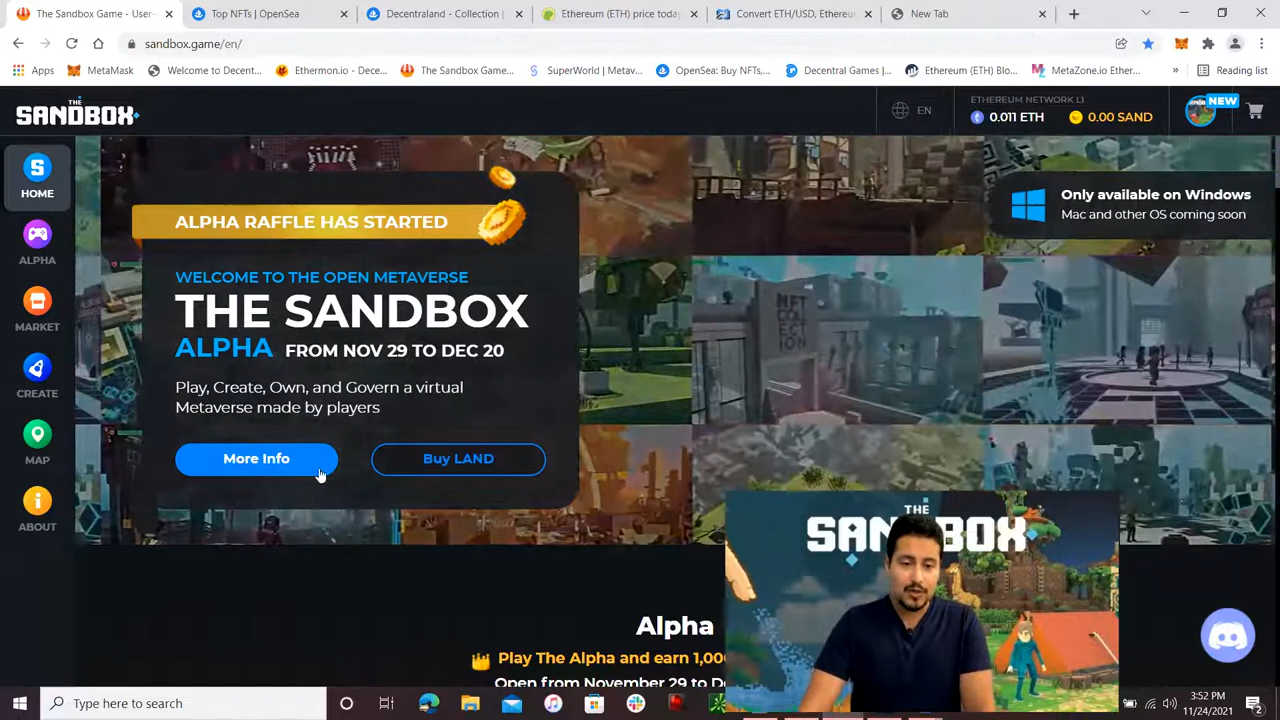 The Sandbox Game - User-
Top NFTs | OpenSea
Decentraland - Collection |
Ethereum (ETH) price today
Convert ETH/USD, Ethereu
New Tab
sandbox.game/en/
Apps
MetaMask
Welcome to Decent...
Ethermon.io - Dece...
The Sandbox Game...
SuperWorld | Metav...
OpenSea: Buy NFTs,...
Decentral Games |...
Ethereum (ETH) Blo...
MetaZone.io Ether...
»
Reading list
THE
SANDBOX
EN
ETHEREUM NETWORK L1
0.011 ETH
0.00 SAND
NEW
S
HOME
ALPHA
MARKET
CREATE
MAP
ABOUT
ALPHA RAFFLE HAS STARTED
WELCOME TO THE OPEN METAVERSE
THE SANDBOX
ALPHA FROM NOV 29 TO DEC 20
Play, Create, Own, and Govern a virtual
Metaverse made by players
More Info
Buy LAND
Only available on Windows
Mac and other OS coming soon
NFT
COLLECTION
Alpha
Play The Alpha and earn 1,00
Open from November 29 to De
THE
SANDBOX
Type here to search
3:52 PM
11/24/2021
2